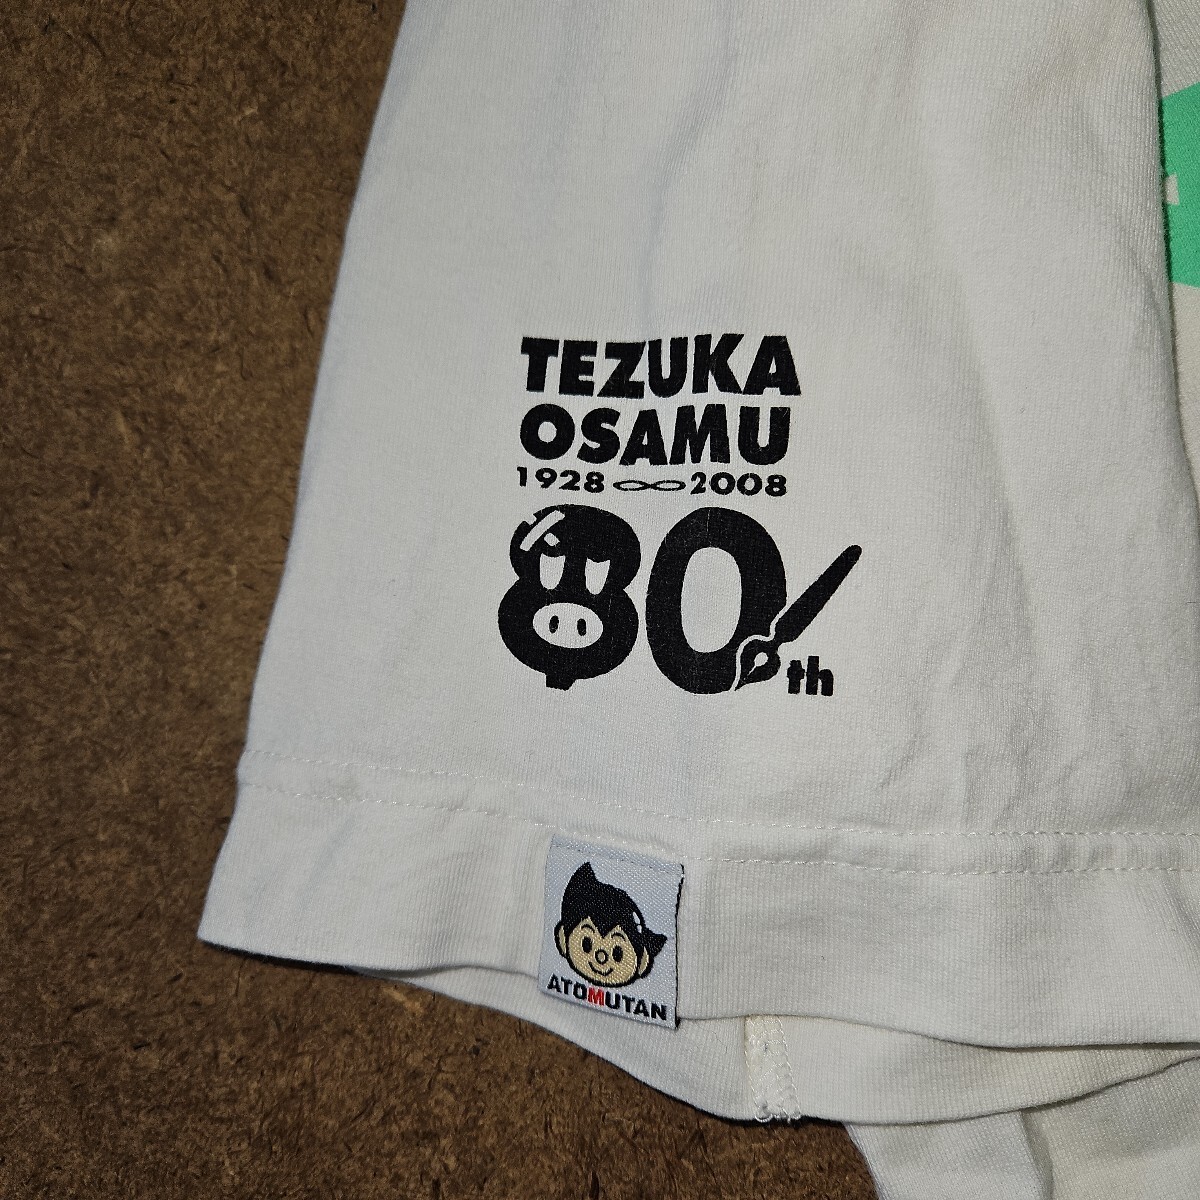 TEZUKA
OSAMU
1928∞2008
80th
ATOMUTAN